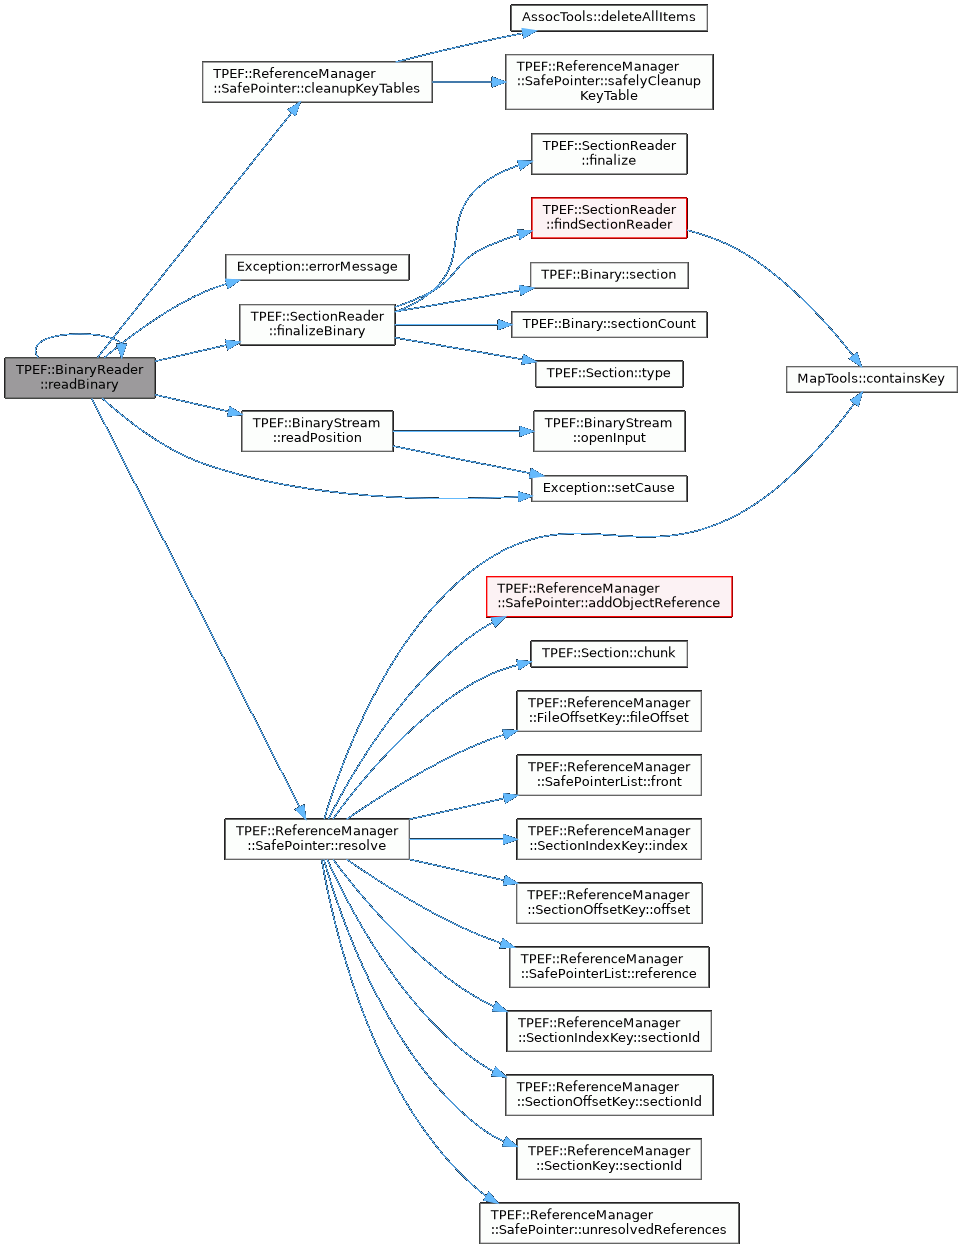 AssocTools::deleteAllItems
TPEF::ReferenceManager
::SafePointer::cleanupKeyTables
TPEF::ReferenceManager
::SafePointer::safelyCleanup
KeyTable
TPEF::SectionReader
::finalize
TPEF::SectionReader
::findSectionReader
Exception::errorMessage
TPEF::Binary::section
TPEF::SectionReader
::finalizeBinary
TPEF::Binary::sectionCount
TPEF::BinaryReader
::readBinary
TPEF::Section::type
MapTools::containsKey
TPEF::BinaryStream
::readPosition
TPEF::BinaryStream
::openInput
Exception::setCause
TPEF::ReferenceManager
::SafePointer::addObjectReference
TPEF::Section::chunk
TPEF::ReferenceManager
::FileOffsetKey::fileOffset
TPEF::ReferenceManager
::SafePointerList::front
TPEF::ReferenceManager
::SafePointer::resolve
TPEF::ReferenceManager
::SectionIndexKey::index
TPEF::ReferenceManager
::SectionOffsetKey::offset
TPEF::ReferenceManager
::SafePointerList::reference
TPEF::ReferenceManager
::SectionIndexKey::sectionId
TPEF::ReferenceManager
::SectionOffsetKey::sectionId
TPEF::ReferenceManager
::SectionKey::sectionId
TPEF::ReferenceManager
::SafePointer::unresolvedReferences